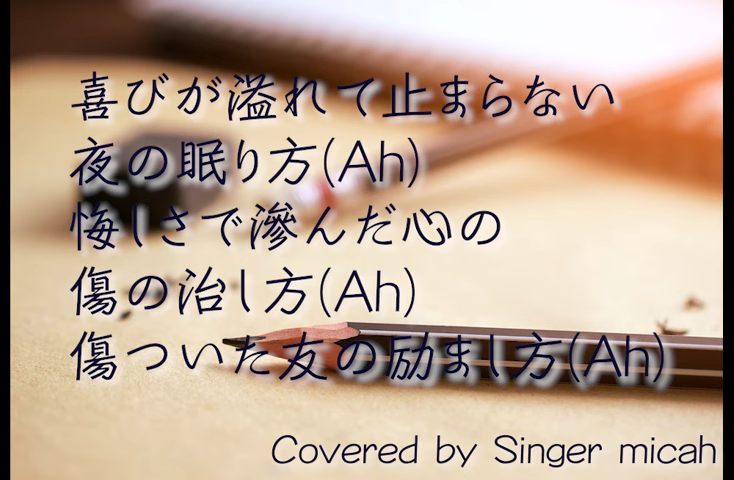 喜びが溢れて止まらない
夜の眠り方(Ah)
悔しさで滲んだ心の
傷の治し方(Ah)
傷ついた友の励まし方(Ah)
Covered by Singer micah